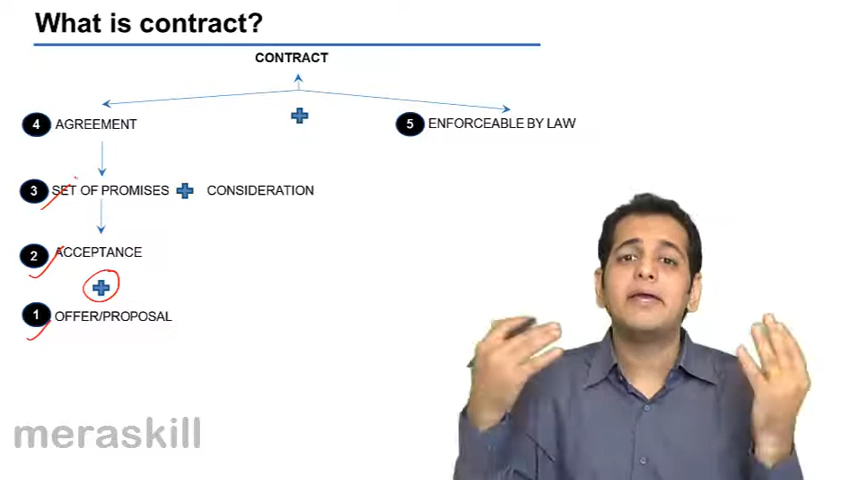 What is contract?
CONTRACT
4 AGREEMENT
5 ENFORCEABLE BY LAW
3 SET OF PROMISES CONSIDERATION
2 ACCEPTANCE
1 OFFER/PROPOSAL
meraskill